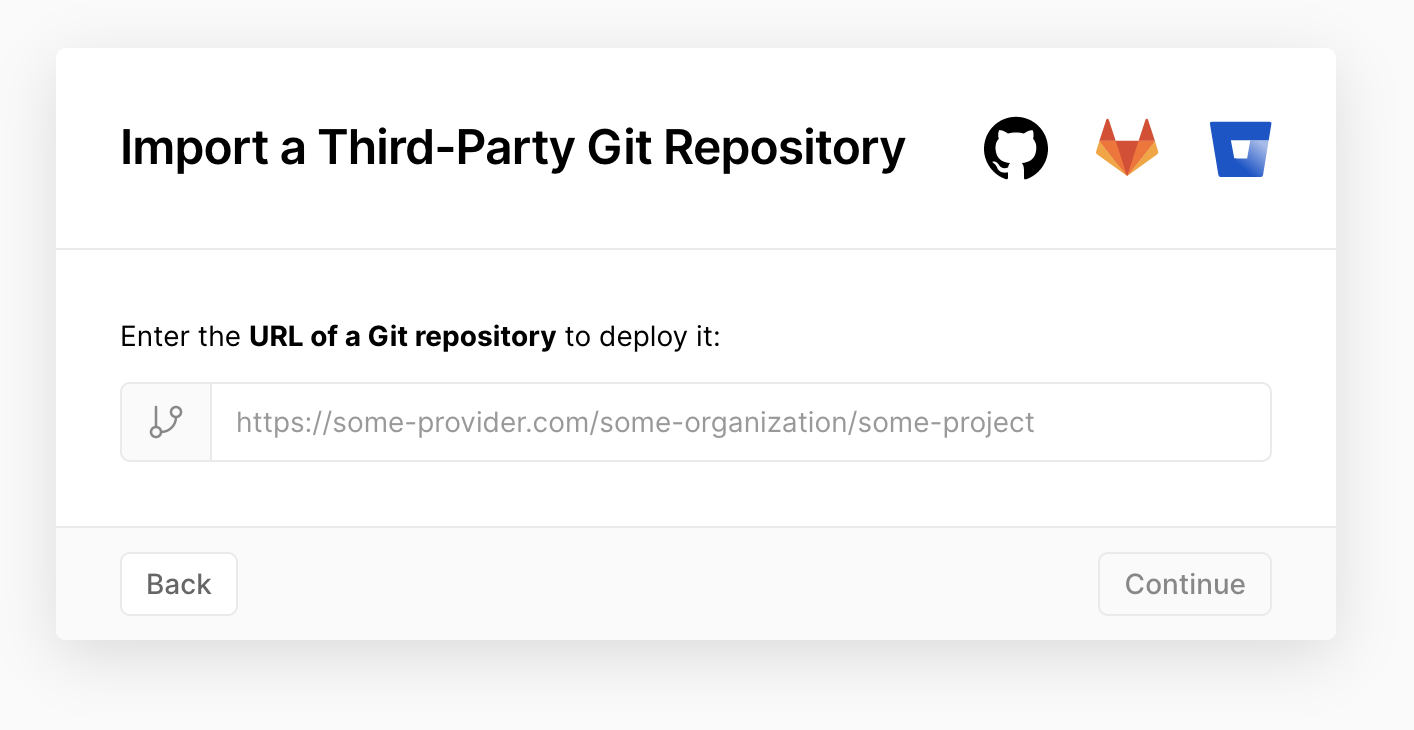 Import a Third-Party Git Repository
Enter the URL of a Git repository to deploy it:
https://some-provider.com/some-organization/some-project
Back
Continue